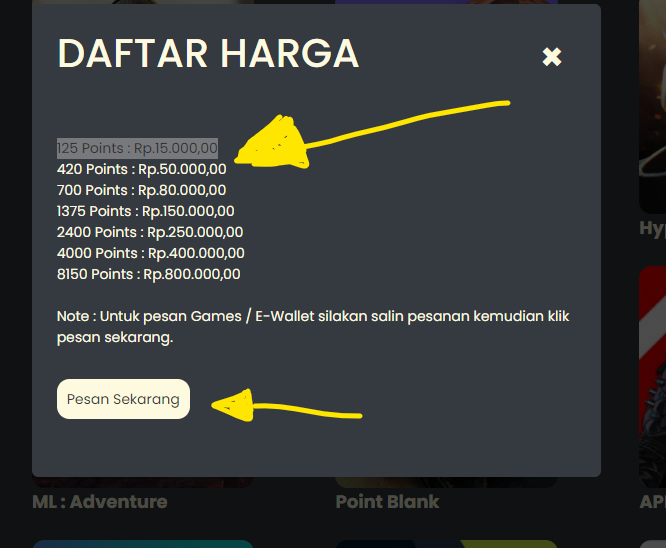 DAFTAR HARGA
125 Points : Rp.15.000,00
420 Points : Rp.50.000,00
700 Points : Rp.80.000,00
1375 Points : Rp.150.000,00
2400 Points : Rp.250.000,00
4000 Points : Rp.400.000,00
8150 Points : Rp.800.000,00
Note : Untuk pesan Games / E-Wallet silakan salin pesanan kemudian klik
pesan sekarang.
Pesan Sekarang
ML : Adventure
Point Blank